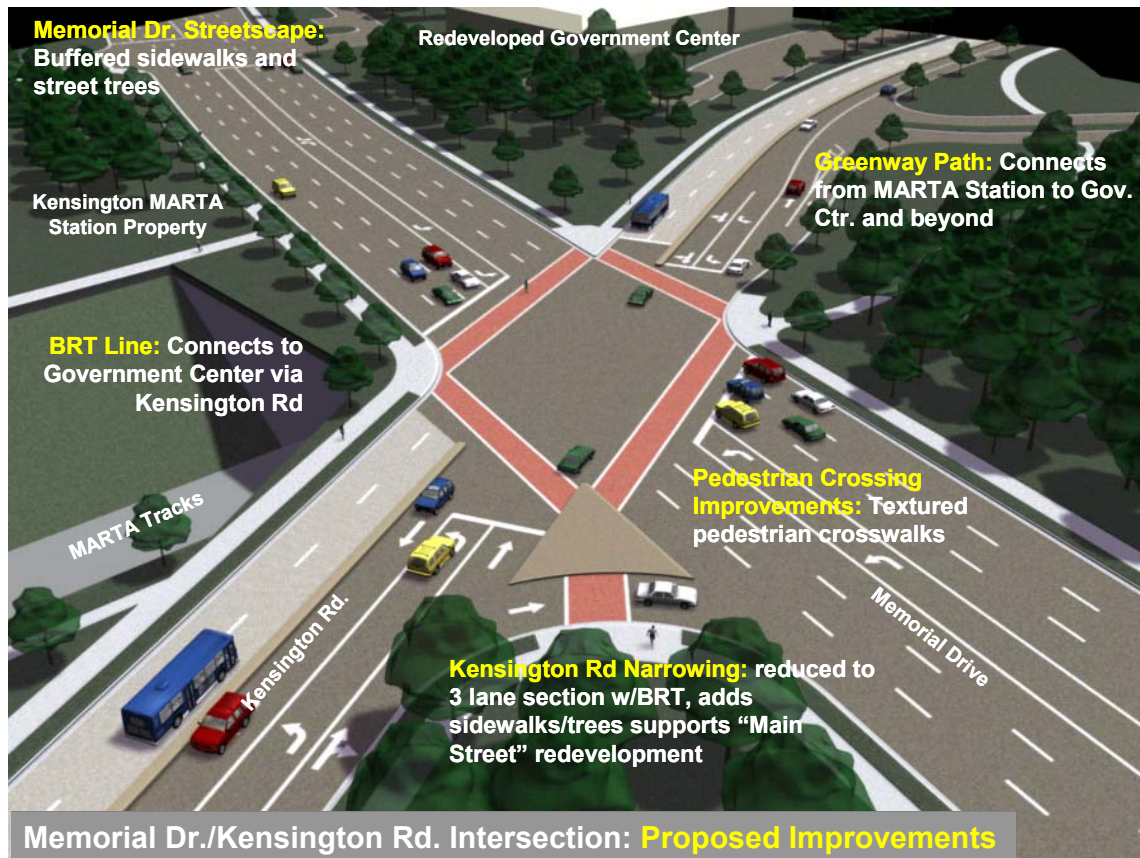 Memorial Dr. Streetscape:
Buffered sidewalks and
street trees
Redeveloped Government Center
Greenway Path: Connects
from MARTA Station to Gov.
Ctr. and beyond
Kensington MARTA
Station Property
BRT Line: Connects to
Government Center via
Kensington Rd
Pedestrian Crossing
Improvements: Textured
pedestrian crosswalks
MARTA Tracks
Kensington Rd.
Memorial Drive
Kensington Rd Narrowing: reduced to
3 lane section w/BRT, adds
sidewalks/trees supports “Main
Street” redevelopment
Memorial Dr./Kensington Rd. Intersection: Proposed Improvements